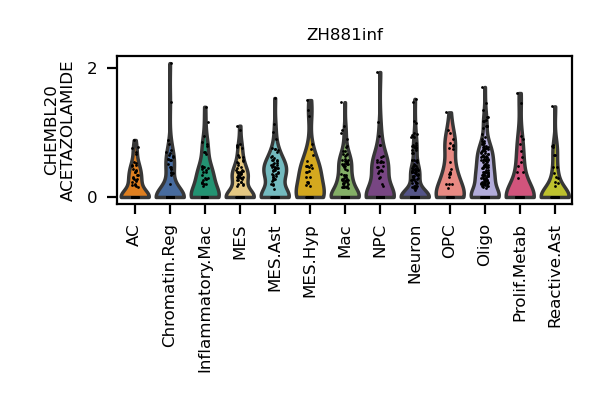 ZH881inf
CHEMBL20
ACETAZOLAMIDE
2
0
AC
Chromatin.Reg
Inflammatory.Mac
MES
MES.Ast
MES.Hyp
Mac
NPC
Neuron
OPC
Oligo
Prolif.Metab
Reactive.Ast